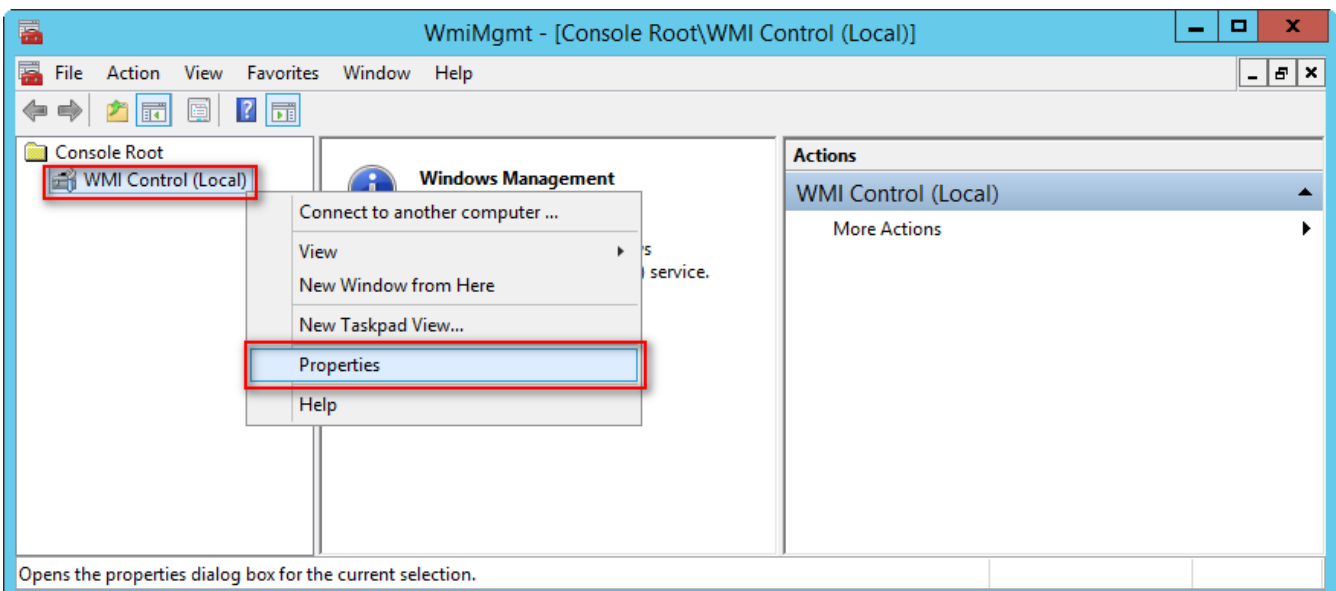 WmiMgmt - [Console Root\WMI Control (Local)]
File Action View Favorites Window Help
Console Root
WMI Control (Local)
Windows Management
service.
Connect to another computer ...
View
New Window from Here
New Taskpad View...
Properties
Help
Actions
WMI Control (Local)
More Actions
Opens the properties dialog box for the current selection.